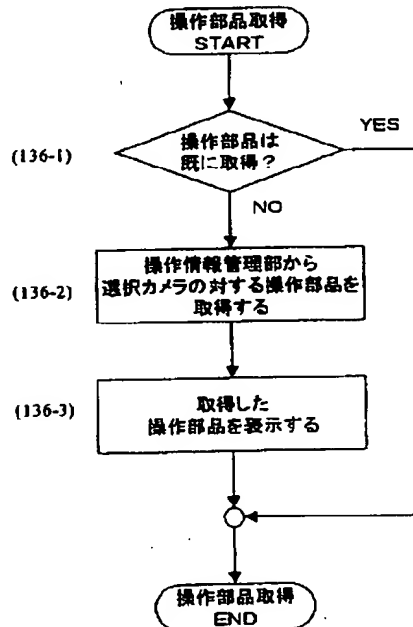 操作部品取得
START
(136-1)
操作部品は
既に取得？
YES
NO
(136-2)
操作情報管理部から
選択カメラの対する操作部品を
取得する
(136-3)
取得した
操作部品を表示する
操作部品取得
END